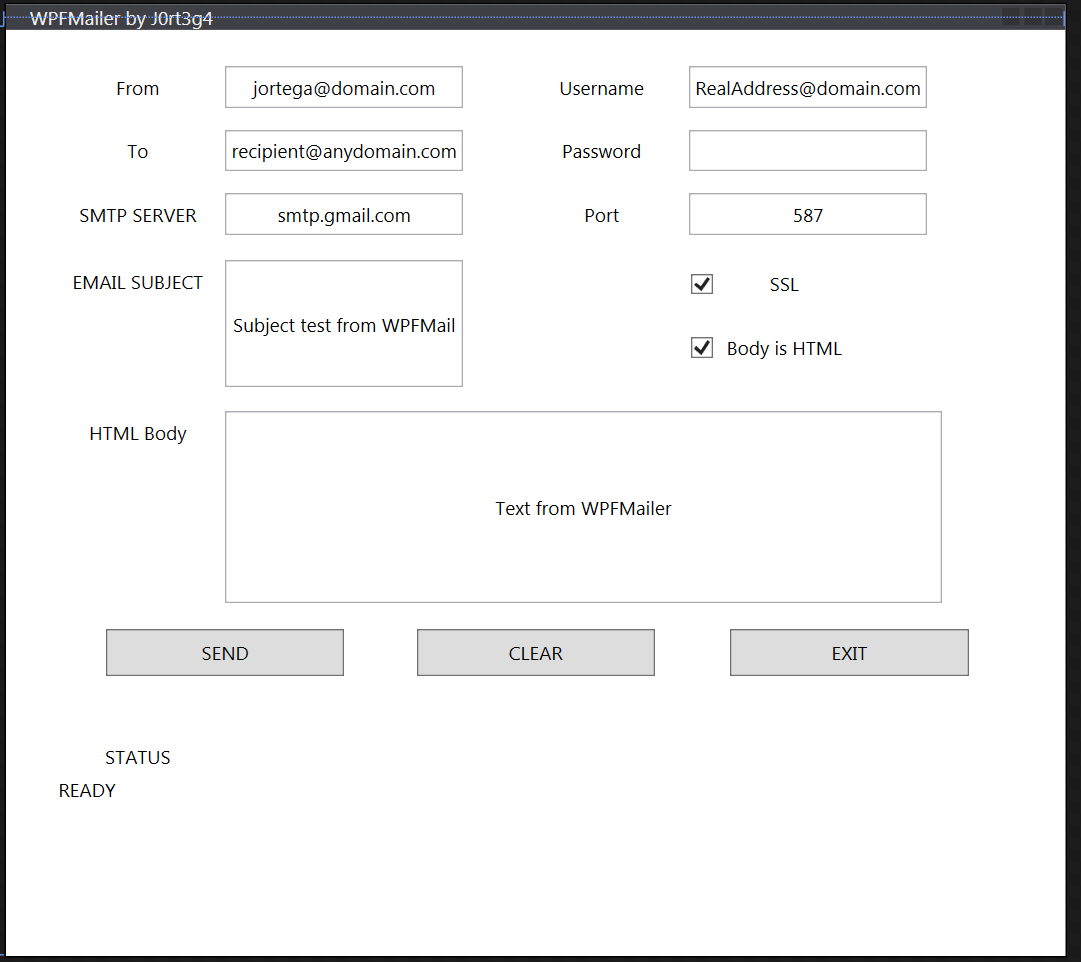 WPFMailer by J0rt3g4
From jortega@domain.com Username RealAddress@domain.com
To recipient@anydomain.com Password
SMTP SERVER smtp.gmail.com Port 587
EMAIL SUBJECT Subject test from WPFMail SSL
Body is HTML
HTML Body
Text from WPFMailer
SEND CLEAR EXIT
STATUS
READY